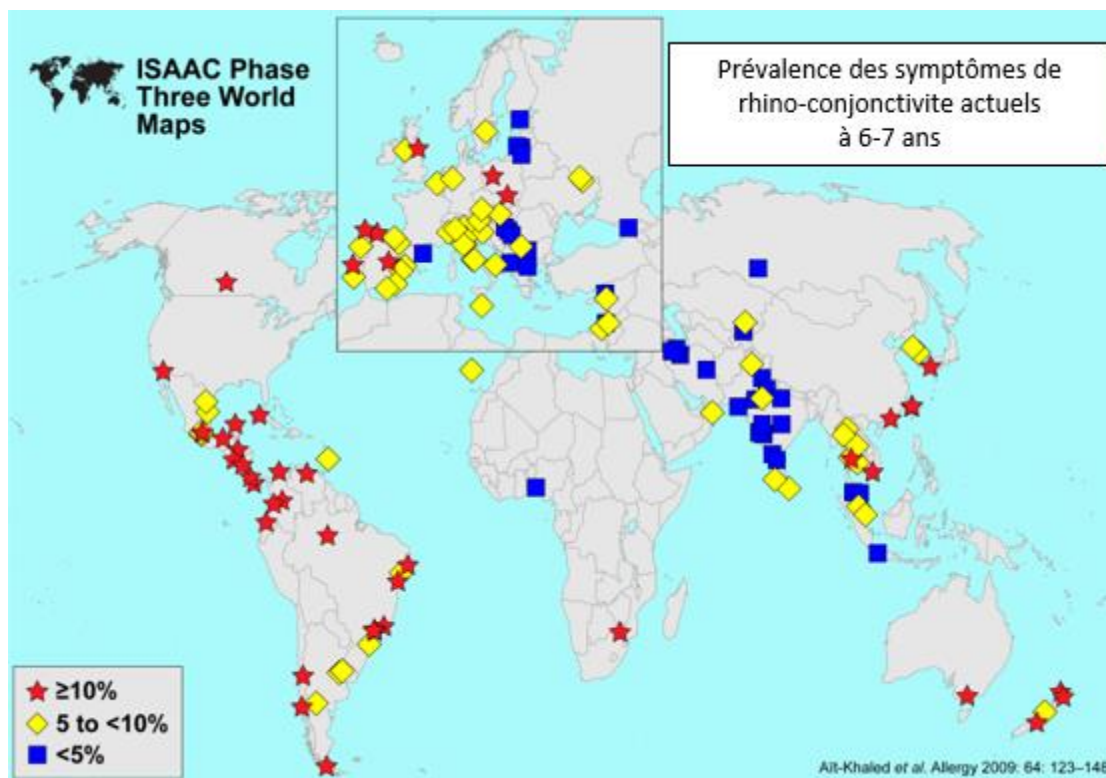 ISAAC Phase
Three World
Maps
Prévalence des symptômes de
rhino-conjonctivite actuels
à 6-7 ans
≥10%
5 to <10%
<5%
Aït-Khaled et al. Allergy 2009: 64: 123–148